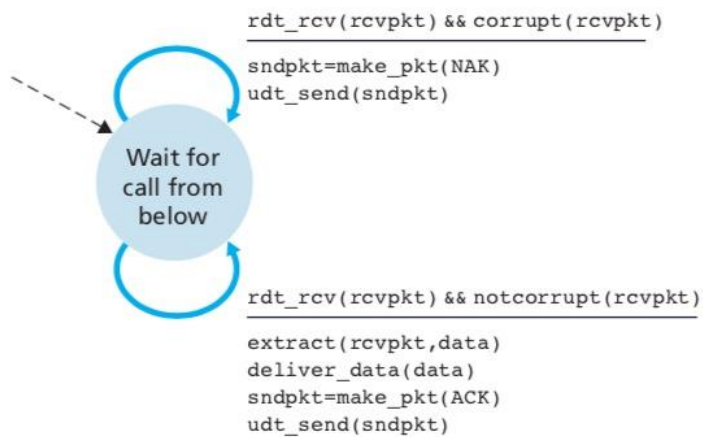 rdt_rcv(rcvpkt) && corrupt(rcvpkt)
sndpkt=make_pkt(NAK)
udt_send(sndpkt)
Wait for
call from
below
rdt_rcv(rcvpkt) && notcorrupt(rcvpkt)
extract(rcvpkt,data)
deliver_data(data)
sndpkt=make_pkt(ACK)
udt_send(sndpkt)